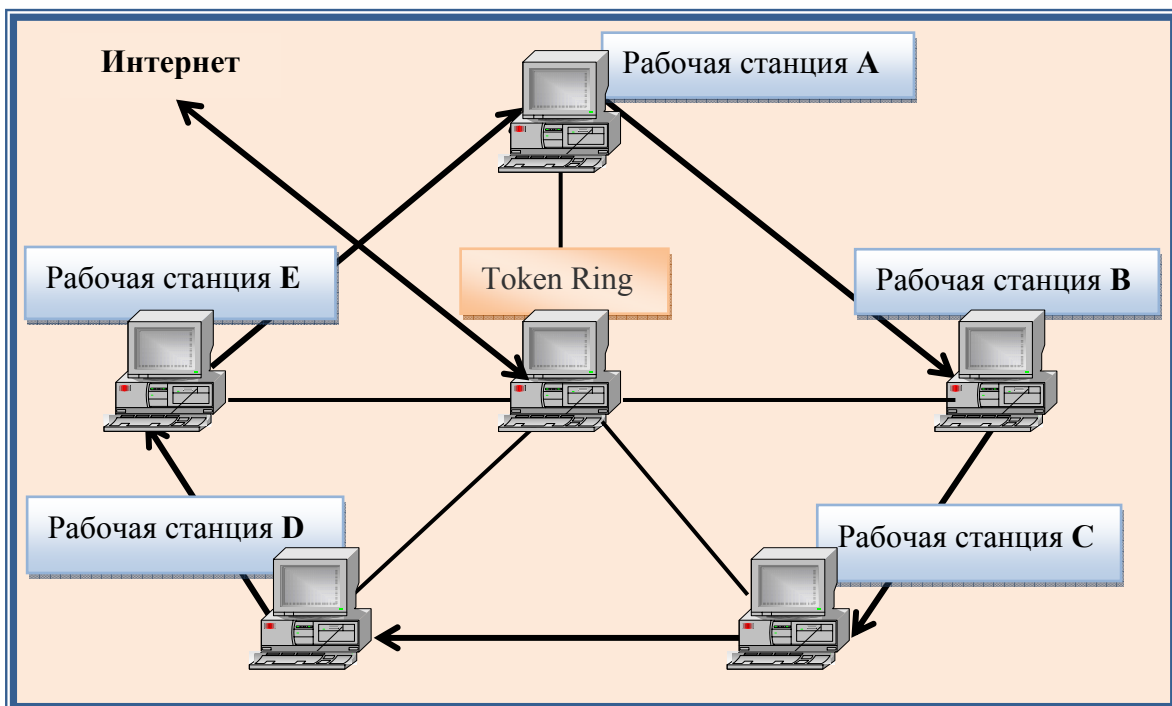 Интернет
Рабочая станция A
Рабочая станция E
Token Ring
Рабочая станция B
Рабочая станция D
Рабочая станция C